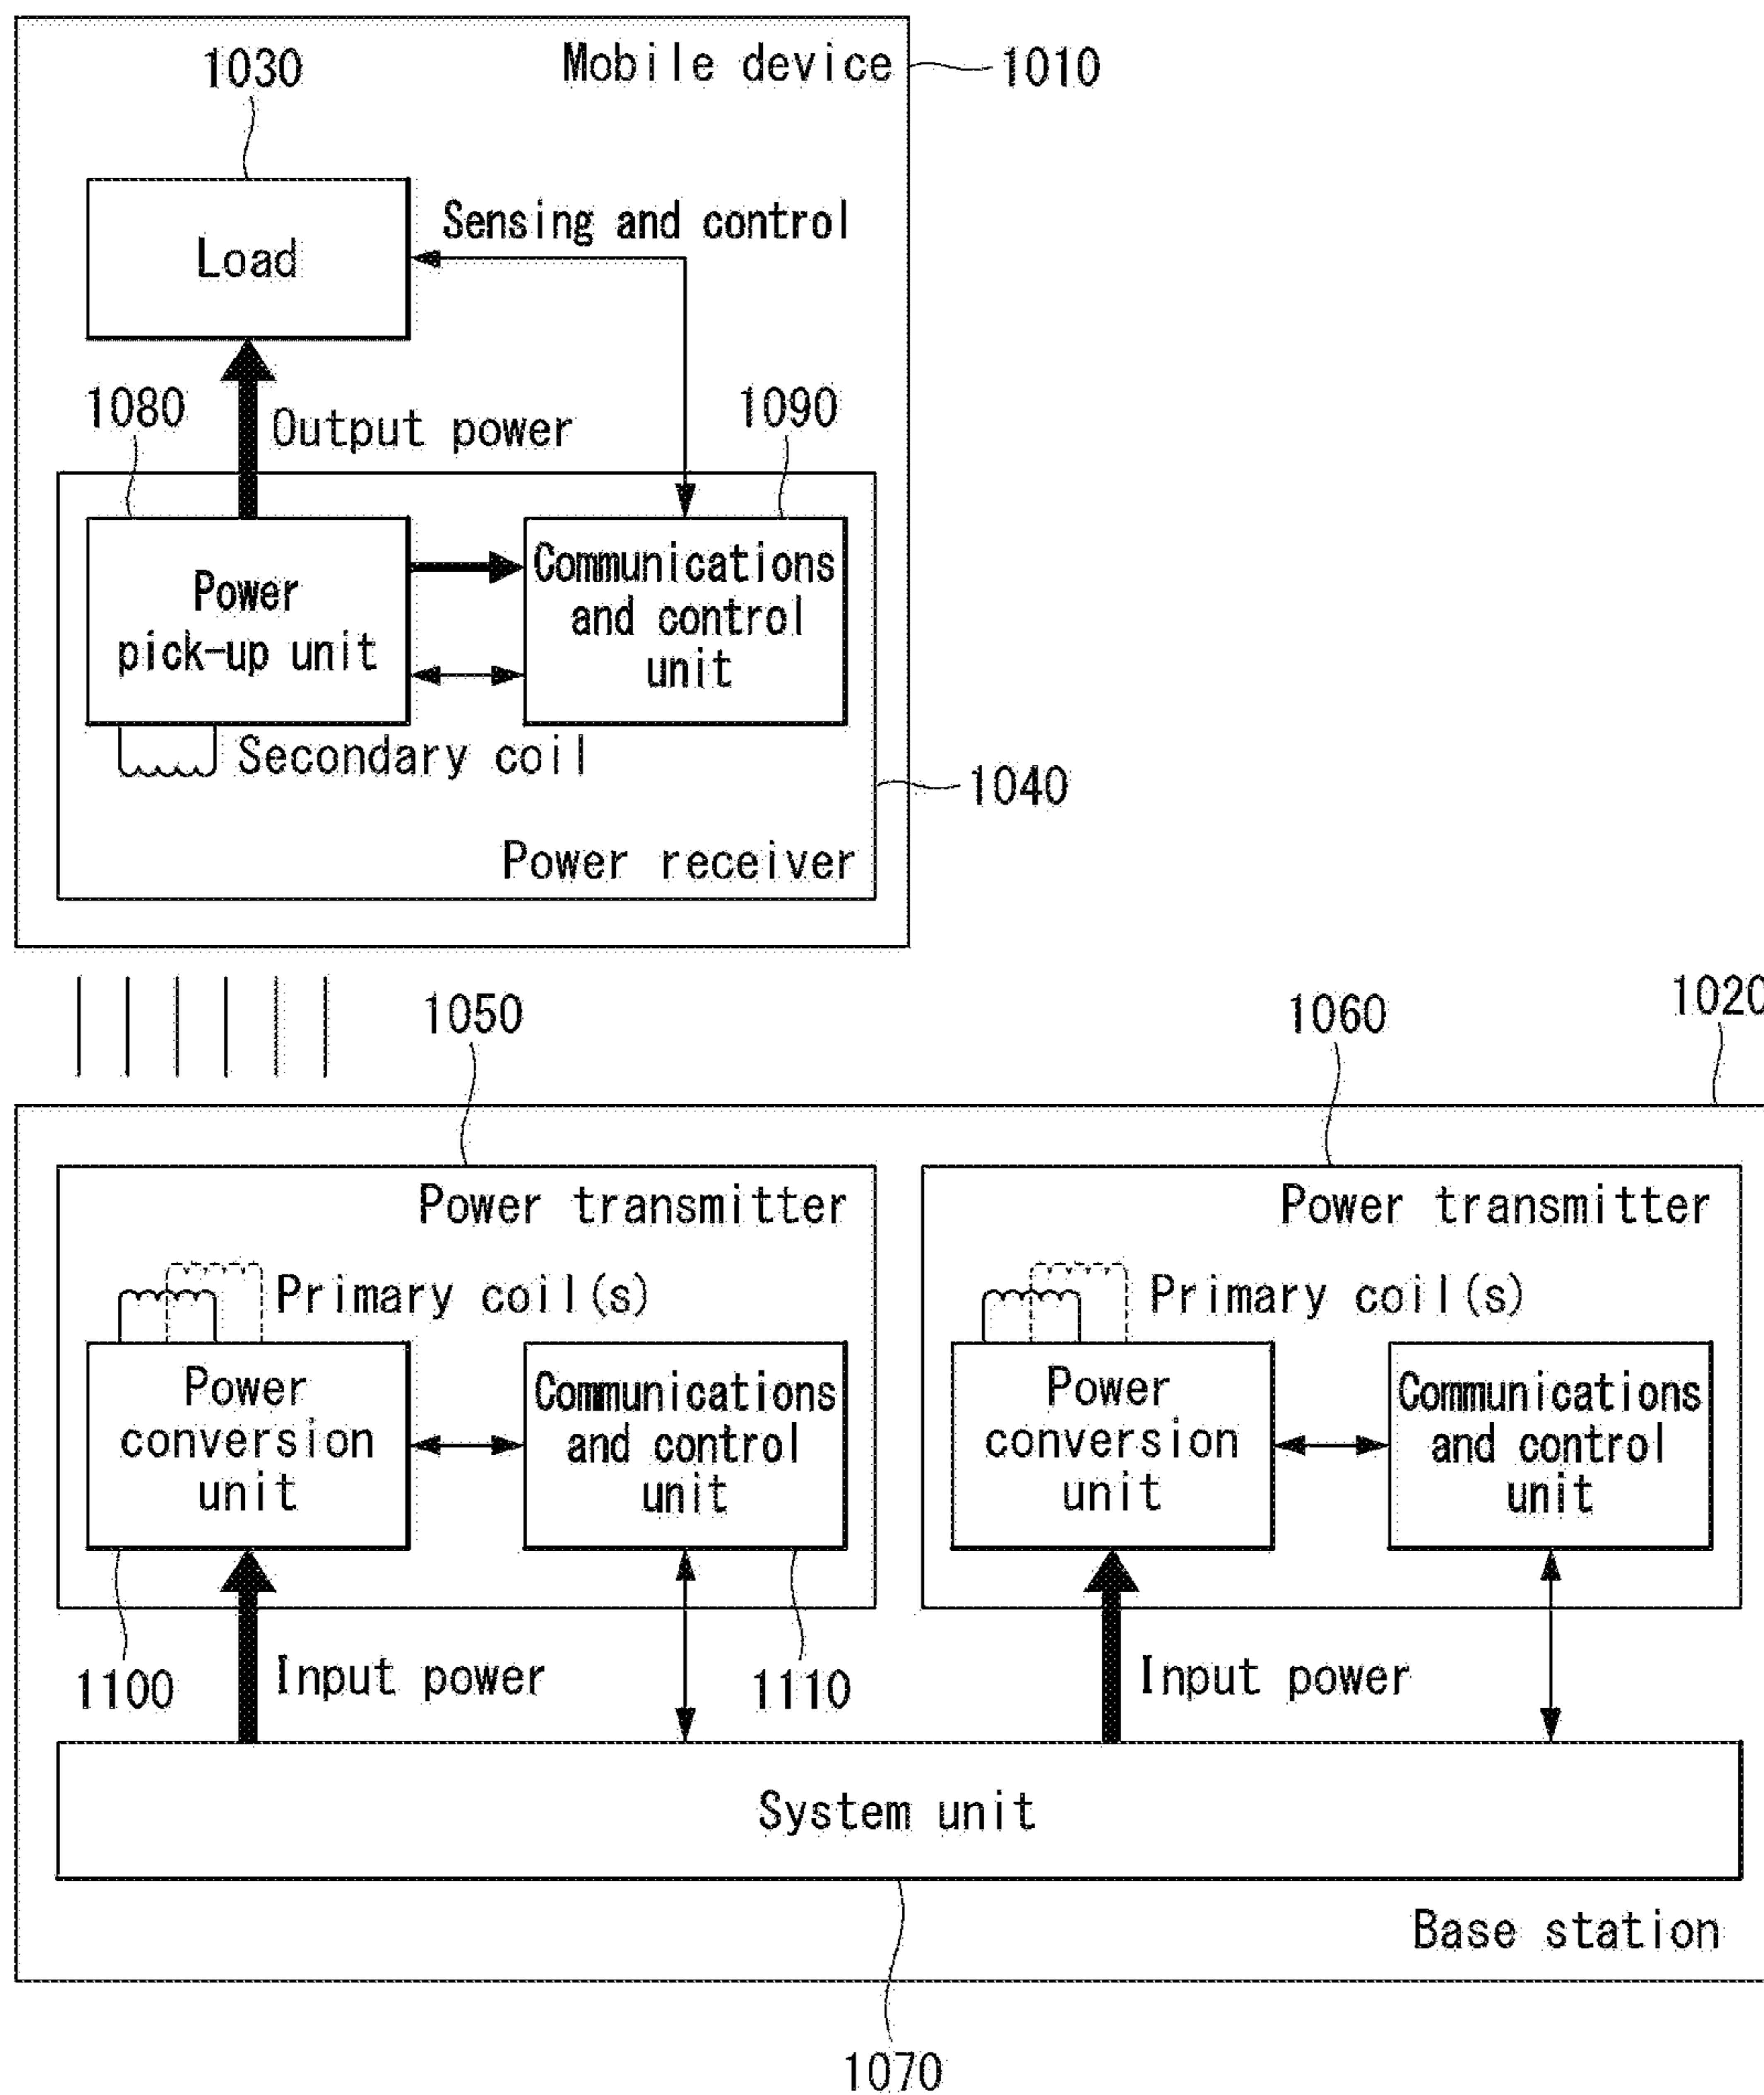 1030
Mobile device
1010
Sensing and control
Load
1080
Output power
1090
Power
pick-up unit
Communications
and control
unit
Secondary coil
1040
Power receiver
1050
1060
1020
Power transmitter
Power transmitter
Primary coil(s)
Primary coil(s)
Power
conversion
unit
Communications
and control
unit
Power
conversion
unit
Communications
and control
unit
1100
Input power
1110
Input power
System unit
Base station
1070